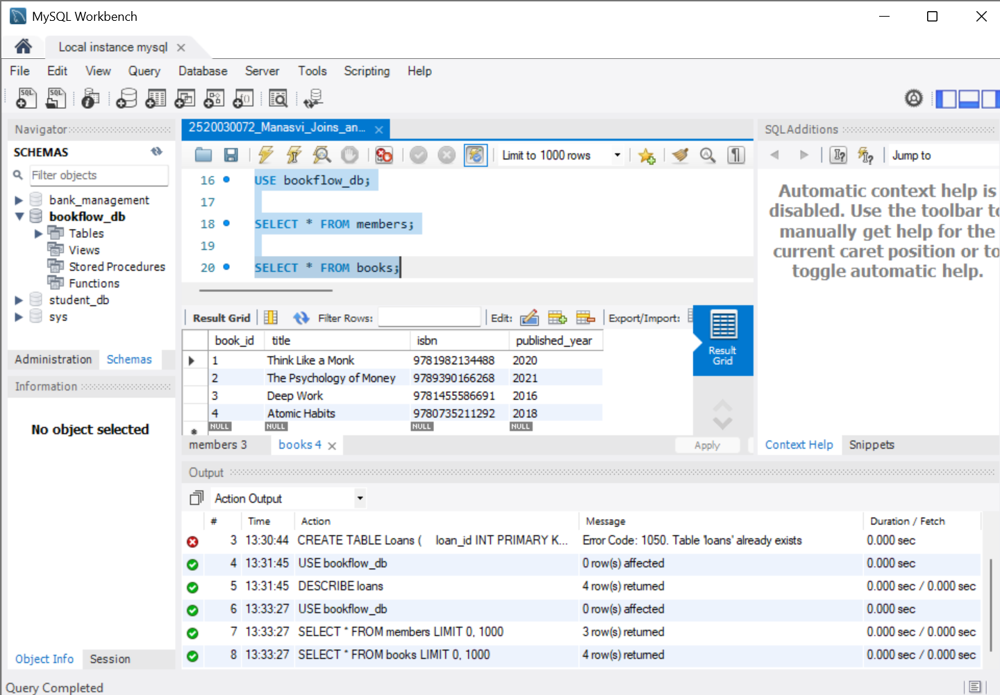 MySQL Workbench
Local instance mysql
File Edit View Query Database Server Tools Scripting Help
Navigator
SCHEMAS
Filter objects
bank_management
bookflow_db
Tables
Views
Stored Procedures
Functions
student_db
sys
Administration Schemas
Information
No object selected
Object Info Session
2520030072_Manasvi_Joins_an...
Limit to 1000 rows
16 USE bookflow_db;
17
18 SELECT * FROM members;
19
20 SELECT * FROM books;
Result Grid Filter Rows: Edit: Export/Import:
book_id title isbn published_year
1 Think Like a Monk 9781982134488 2020
2 The Psychology of Money 9789390166268 2021
3 Deep Work 9781455586691 2016
4 Atomic Habits 9780735211292 2018
NULL NULL NULL NULL
Result
Grid
members 3 books 4 Apply
SQLAdditions
Jump to
Automatic context help is
disabled. Use the toolbar to
manually get help for the
current caret position or to
toggle automatic help.
Context Help Snippets
Output
Action Output
# Time Action Message Duration / Fetch
3 13:30:44 CREATE TABLE Loans ( loan_id INT PRIMARY K... Error Code: 1050. Table 'loans' already exists 0.000 sec
4 13:31:45 USE bookflow_db 0 row(s) affected 0.000 sec
5 13:31:45 DESCRIBE loans 4 row(s) returned 0.000 sec / 0.000 sec
6 13:33:27 USE bookflow_db 0 row(s) affected 0.000 sec
7 13:33:27 SELECT * FROM members LIMIT 0, 1000 3 row(s) returned 0.000 sec / 0.000 sec
8 13:33:27 SELECT * FROM books LIMIT 0, 1000 4 row(s) returned 0.000 sec / 0.000 sec
Query Completed